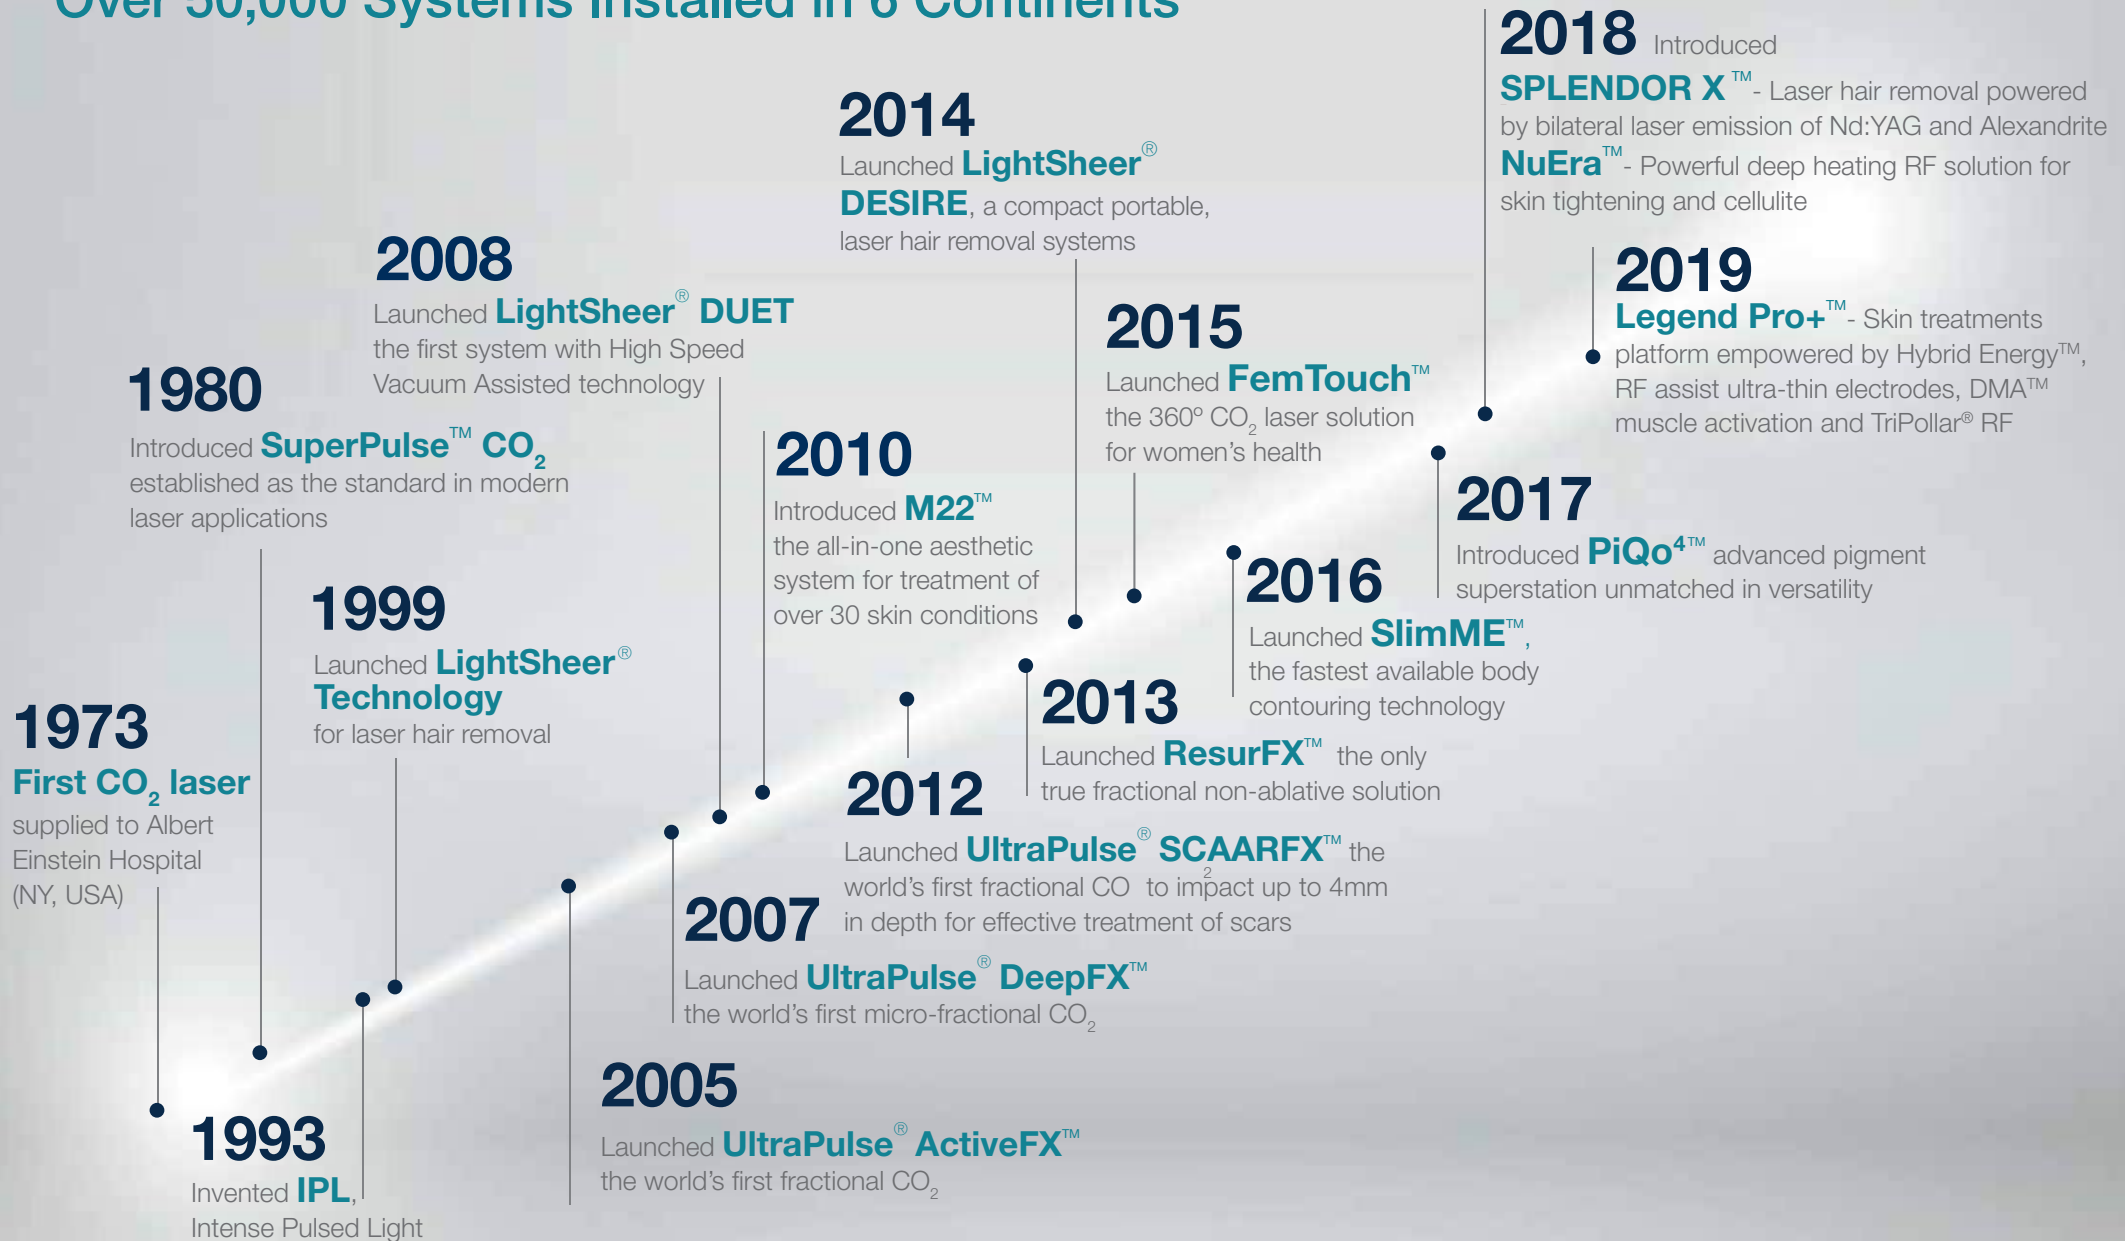 Over 50,000 Systems Installed in 6 Continents
1973
First CO₂ laser
supplied to Albert
Einstein Hospital
(NY, USA)
1980
Introduced SuperPulse™ CO₂
established as the standard in modern
laser applications
1993
Invented IPL,
Intense Pulsed Light
1999
Launched LightSheer®
Technology
for laser hair removal
2005
Launched UltraPulse® ActiveFX™
the world's first fractional CO₂
2007
Launched UltraPulse® DeepFX™
the world's first micro-fractional CO₂
2008
Launched LightSheer® DUET
the first system with High Speed
Vacuum Assisted technology
2010
Introduced M22™
the all-in-one aesthetic
system for treatment of
over 30 skin conditions
2012
Launched UltraPulse® SCAARFX™ the
world's first fractional CO₂ to impact up to 4mm
in depth for effective treatment of scars
2013
Launched ResurFX™ the only
true fractional non-ablative solution
2014
Launched LightSheer®
DESIRE, a compact portable,
laser hair removal systems
2015
Launched FemTouch™
the 360º CO₂ laser solution
for women's health
2016
Launched SlimME™,
the fastest available body
contouring technology
2017
Introduced PiQo⁴™ advanced pigment
superstation unmatched in versatility
2018 Introduced
SPLENDOR X™- Laser hair removal powered
by bilateral laser emission of Nd:YAG and Alexandrite
NuEra™- Powerful deep heating RF solution for
skin tightening and cellulite
2019
Legend Pro+™- Skin treatments
platform empowered by Hybrid Energy™,
RF assist ultra-thin electrodes, DMA™
muscle activation and TriPollar® RF